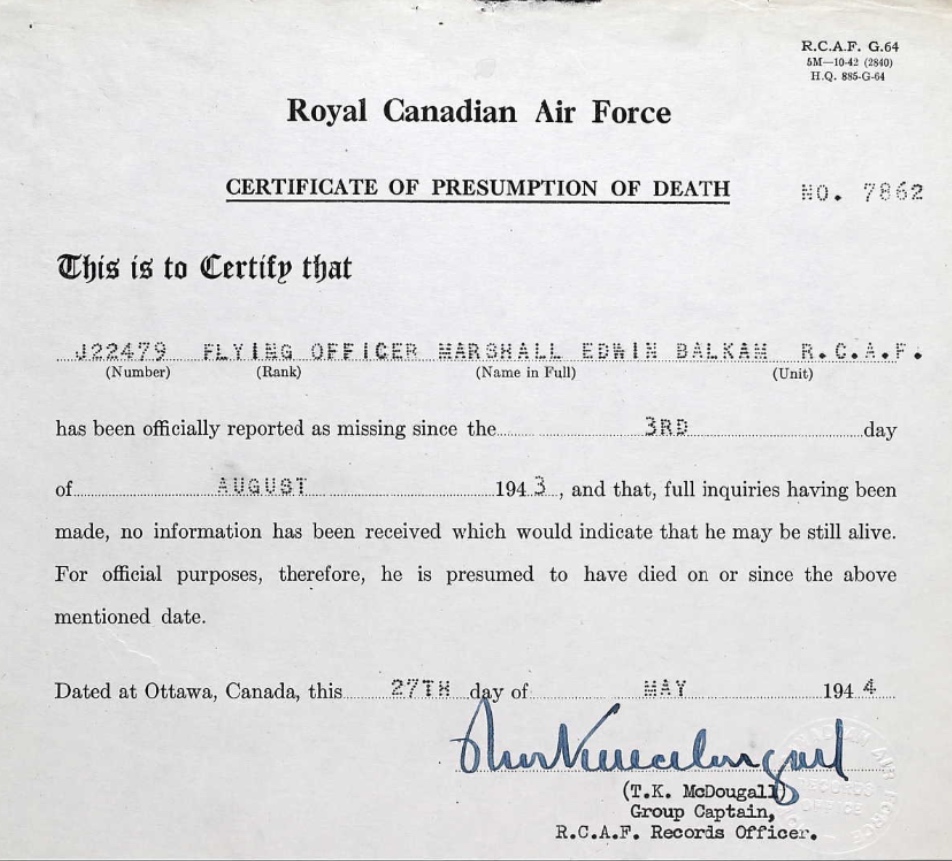 R.C.A.F. G.64
5M—10-42 (2840)
H.Q. 885-G-64
Royal Canadian Air Force
CERTIFICATE OF PRESUMPTION OF DEATH NO. 7862
This is to Certify that
J22479 FLYING OFFICER MARSHALL EDWIN BALKAM R.C.A.F.
(Number) (Rank) (Name in Full) (Unit)
has been officially reported as missing since the 3RD day
of AUGUST 1943, and that, full inquiries having been
made, no information has been received which would indicate that he may be still alive.
For official purposes, therefore, he is presumed to have died on or since the above
mentioned date.
Dated at Ottawa, Canada, this 27TH day of MAY 1944
(T.K. McDougall)
Group Captain,
R.C.A.F. Records Officer.
RECORDS
OFFICE